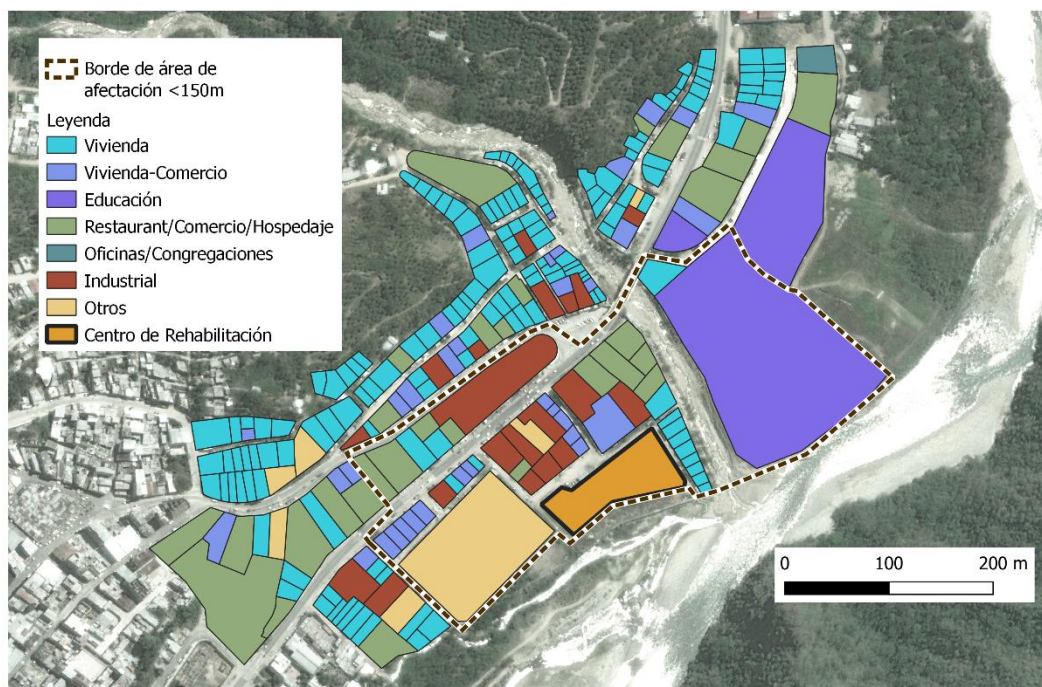 Borde de área de
afectación <150m
Leyenda
Vivienda
Vivienda-Comercio
Educación
Restaurant/Comercio/Hospedaje
Oficinas/Congregaciones
Industrial
Otros
Centro de Rehabilitación
0 100 200 m